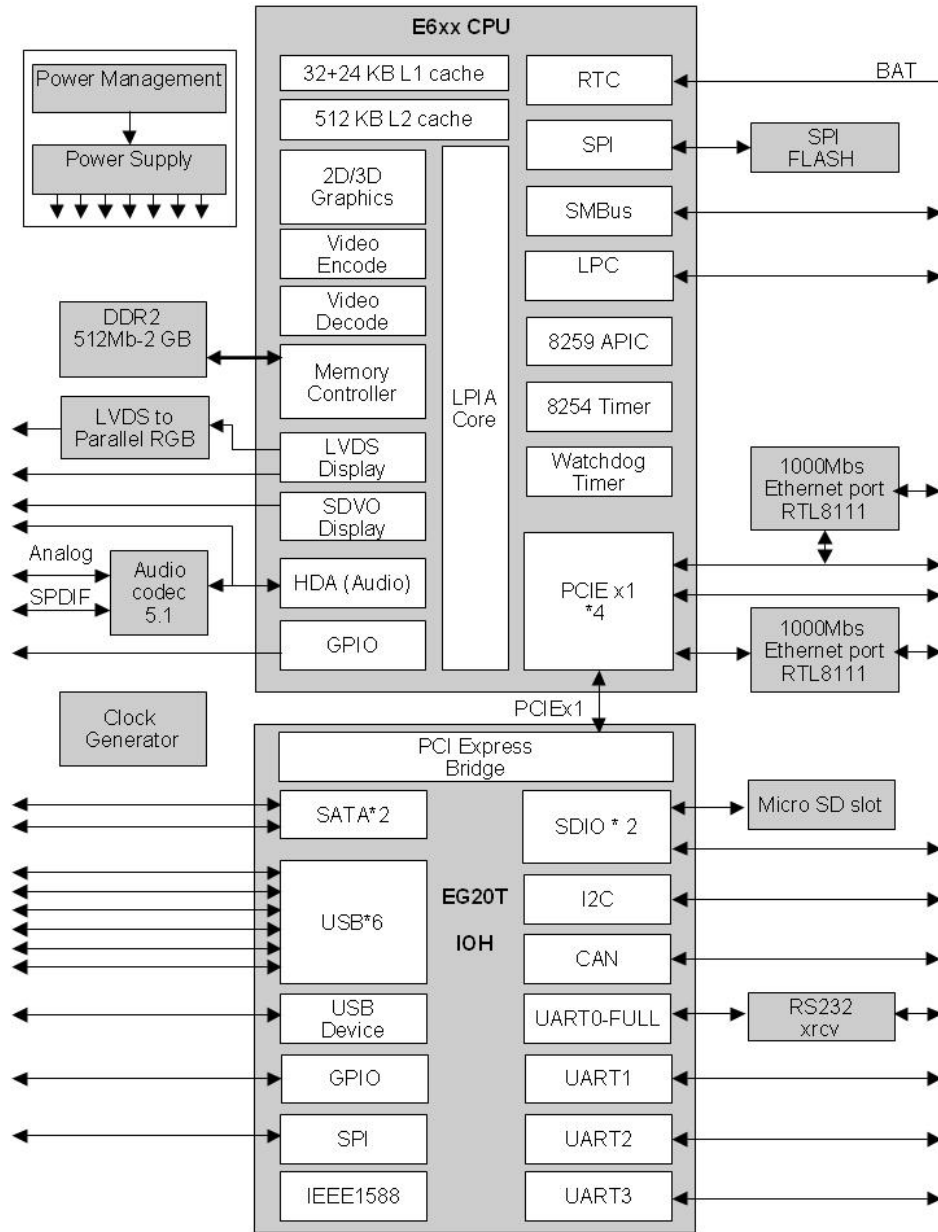 E6xx CPU
Power Management
Power Supply
32+24 KB L1 cache
512 KB L2 cache
2D/3D
Graphics
Video
Encode
Video
Decode
Memory
Controller
LVDS
Display
SDVO
Display
HDA (Audio)
GPIO
LPIA
Core
RTC
SPI
SMBus
LPC
8259 APIC
8254 Timer
Watchdog
Timer
PCIE x1
*4
BAT
SPI
FLASH
DDR2
512Mb-2 GB
LVDS to
Parallel RGB
Analog
SPDIF
Audio
codec
5.1
1000Mbs
Ethernet port
RTL8111
1000Mbs
Ethernet port
RTL8111
Clock
Generator
PCIEx1
PCI Express
Bridge
SATA*2
USB*6
USB
Device
GPIO
SPI
IEEE1588
EG20T
IOH
SDIO * 2
I2C
CAN
UART0-FULL
UART1
UART2
UART3
Micro SD slot
RS232
xrcv